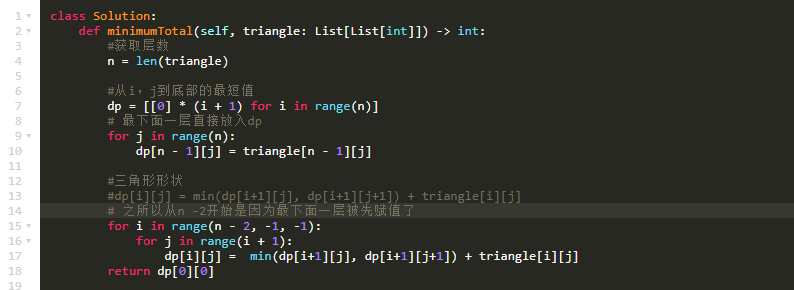 1 class Solution:
2     def minimumTotal(self, triangle: List[List[int]]) -> int:
3         #获取层数
4         n = len(triangle)
5
6         #从i，j到底部的最短值
7         dp = [[0] * (i + 1) for i in range(n)]
8         # 最下面一层直接放入dp
9         for j in range(n):
10             dp[n - 1][j] = triangle[n - 1][j]
11
12         #三角形形状
13         #dp[i][j] = min(dp[i+1][j], dp[i+1][j+1]) + triangle[i][j]
14         # 之所以从n -2开始是因为最下面一层被先赋值了
15         for i in range(n - 2, -1, -1):
16             for j in range(i + 1):
17                 dp[i][j] =  min(dp[i+1][j], dp[i+1][j+1]) + triangle[i][j]
18         return dp[0][0]
19